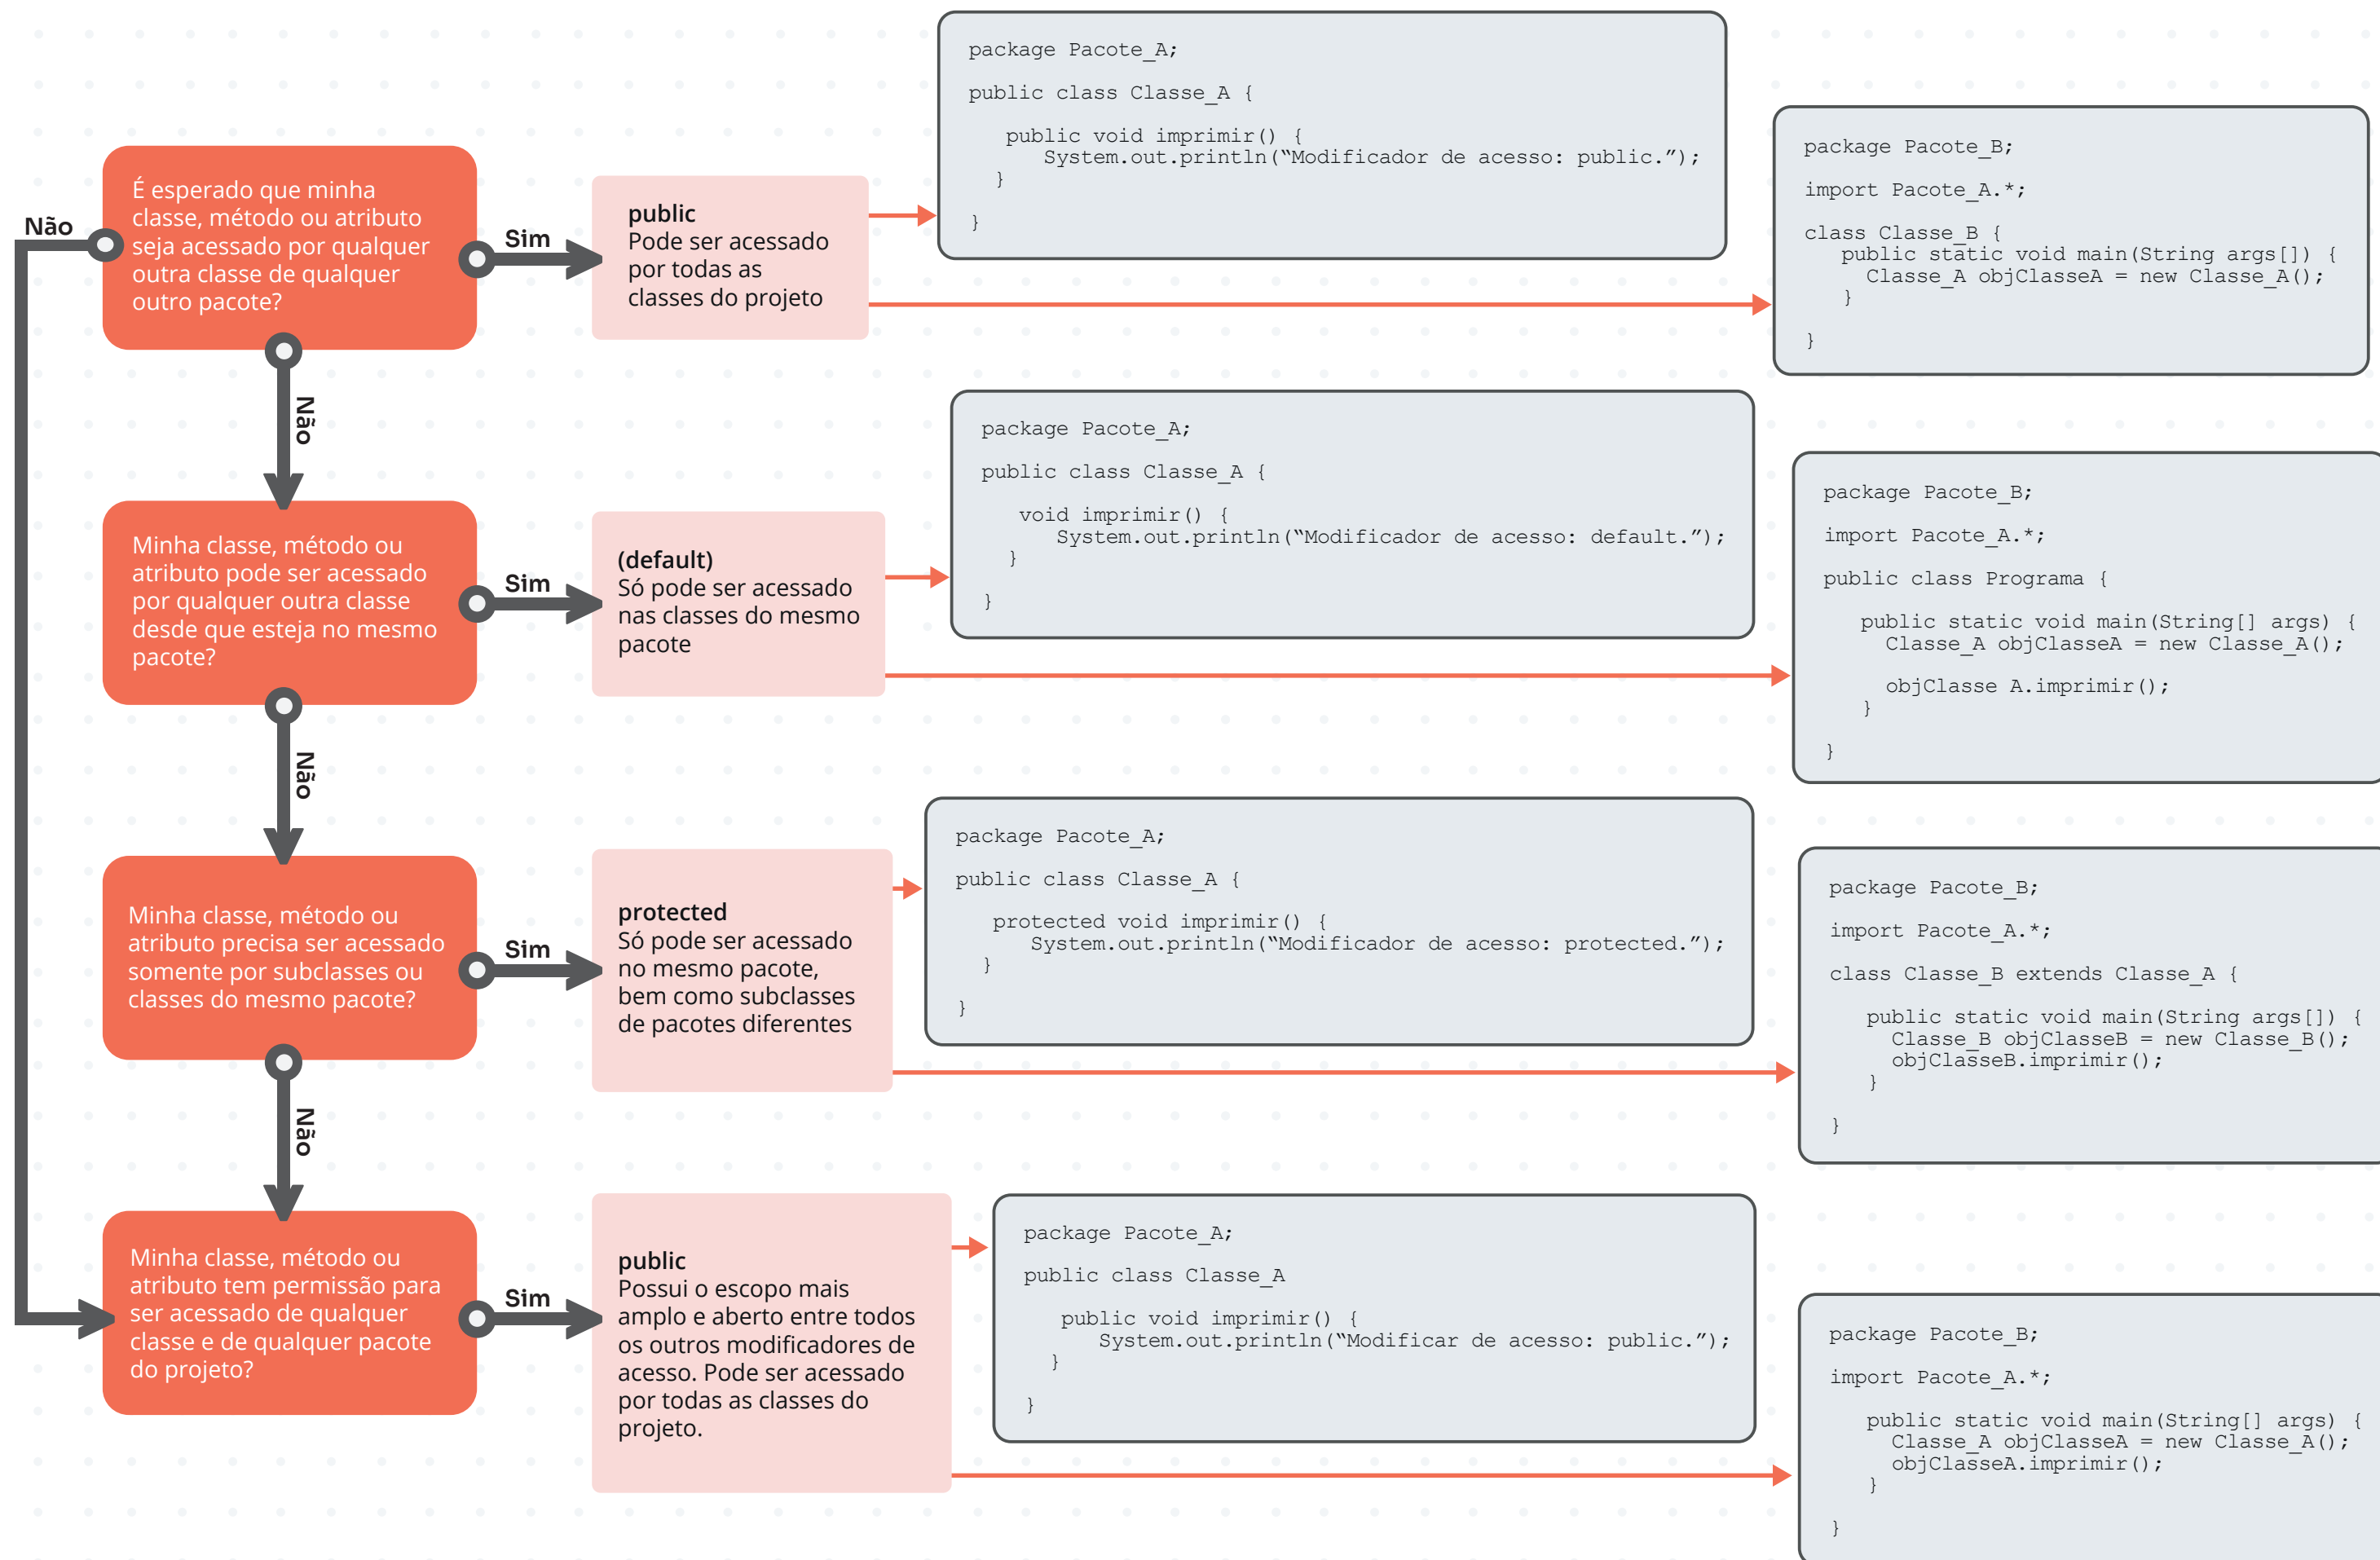 Não
É esperado que minha
classe, método ou atributo
seja acessado por qualquer
outra classe de qualquer
outro pacote?
Sim
public
Pode ser acessado
por todas as
classes do projeto
package Pacote_A;
public class Classe_A {
public void imprimir() {
System.out.println(“Modificador de acesso: public.”);
}
}
package Pacote_B;
import Pacote_A.*;
class Classe_B {
public static void main(String args[]) {
Classe_A objClasseA = new Classe_A();
}
}
Não
Minha classe, método ou
atributo pode ser acessado
por qualquer outra classe
desde que esteja no mesmo
pacote?
Sim
(default)
Só pode ser acessado
nas classes do mesmo
pacote
package Pacote_A;
public class Classe_A {
void imprimir() {
System.out.println(“Modificador de acesso: default.”);
}
}
package Pacote_B;
import Pacote_A.*;
public class Programa {
public static void main(String[] args) {
Classe_A objClasseA = new Classe_A();
objClasse A.imprimir();
}
}
Não
Minha classe, método ou
atributo precisa ser acessado
somente por subclasses ou
classes do mesmo pacote?
Sim
protected
Só pode ser acessado
no mesmo pacote,
bem como subclasses
de pacotes diferentes
package Pacote_A;
public class Classe_A {
protected void imprimir() {
System.out.println(“Modificador de acesso: protected.”);
}
}
package Pacote_B;
import Pacote_A.*;
class Classe_B extends Classe_A {
public static void main(String args[]) {
Classe_B objClasseB = new Classe_B();
objClasseB.imprimir();
}
}
Não
Minha classe, método ou
atributo tem permissão para
ser acessado de qualquer
classe e de qualquer pacote
do projeto?
Sim
public
Possui o escopo mais
amplo e aberto entre todos
os outros modificadores de
acesso. Pode ser acessado
por todas as classes do
projeto.
package Pacote_A;
public class Classe_A
public void imprimir() {
System.out.println(“Modificar de acesso: public.”);
}
}
package Pacote_B;
import Pacote_A.*;
public static void main(String[] args) {
Classe_A objClasseA = new Classe_A();
objClasseA.imprimir();
}
}